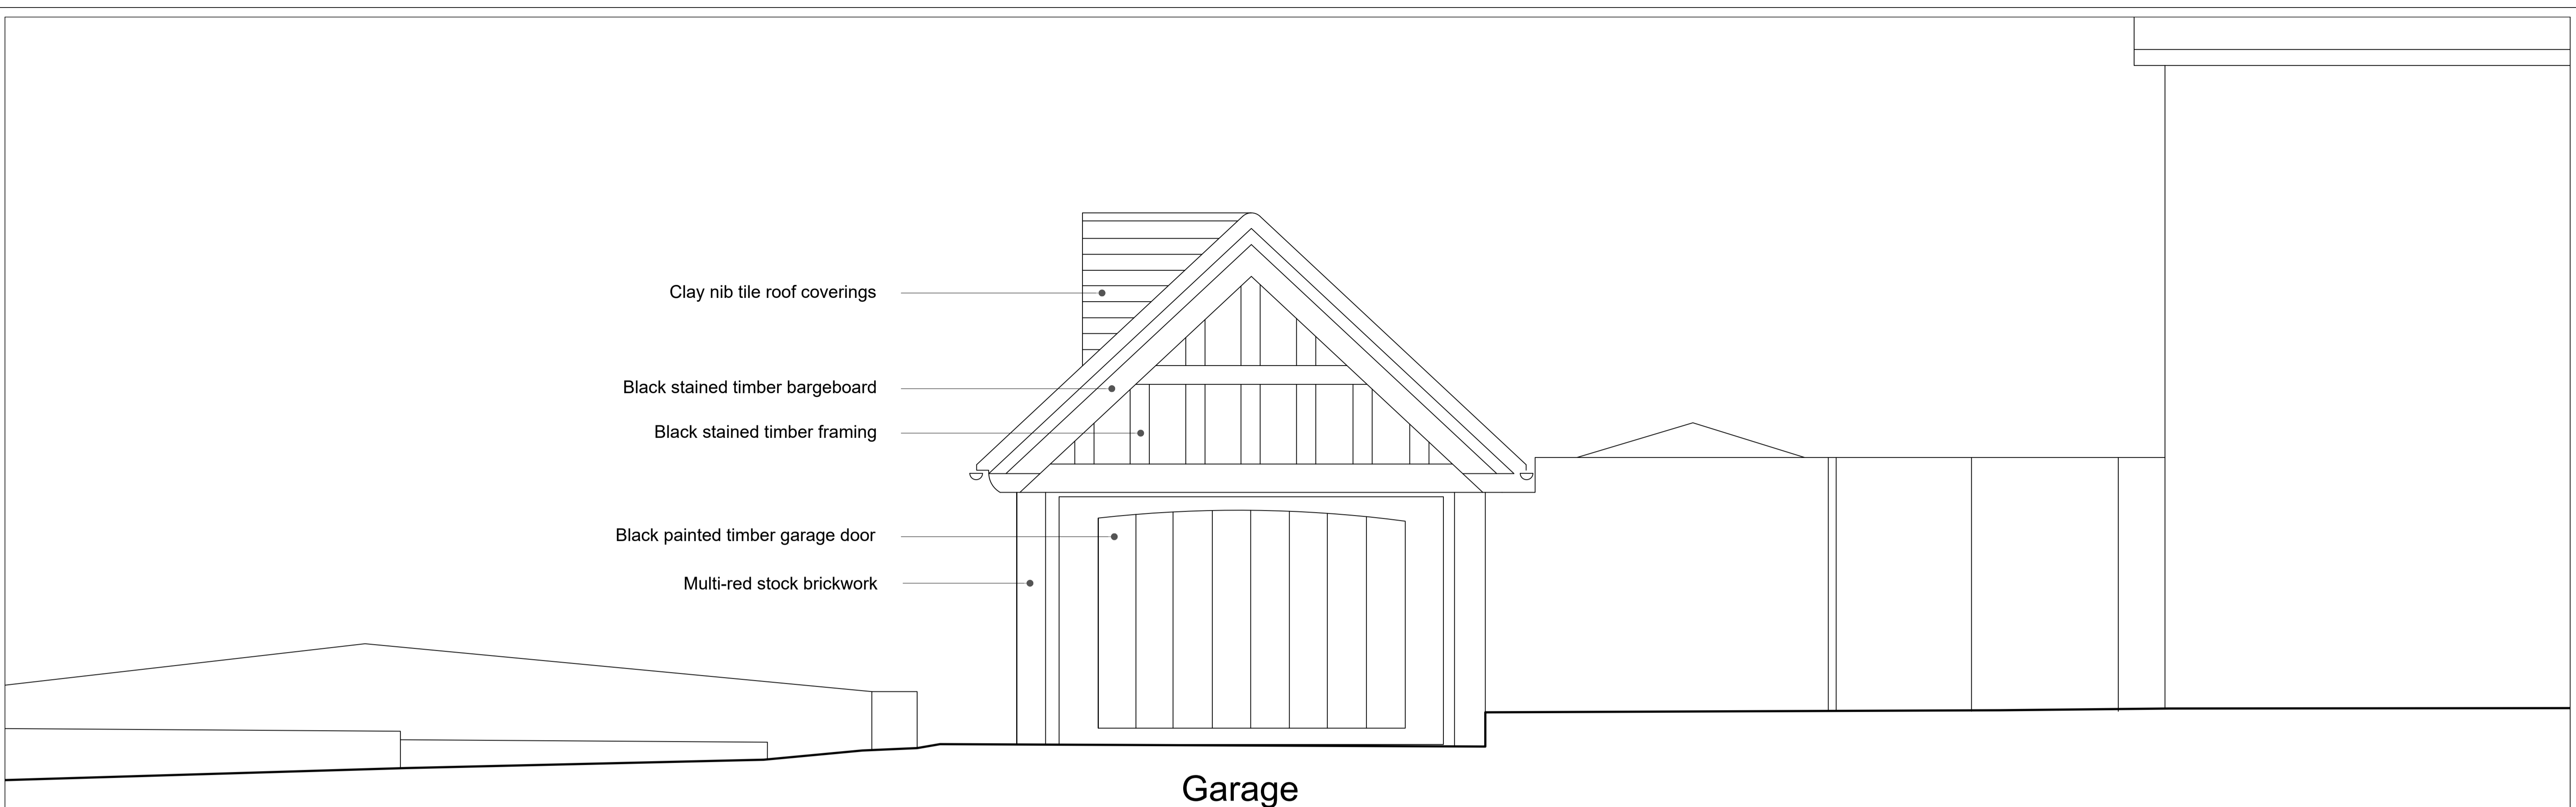 Clay nib tile roof coverings
Black stained timber bargeboard
Black stained timber framing
Black painted timber garage door
Multi-red stock brickwork
Garage